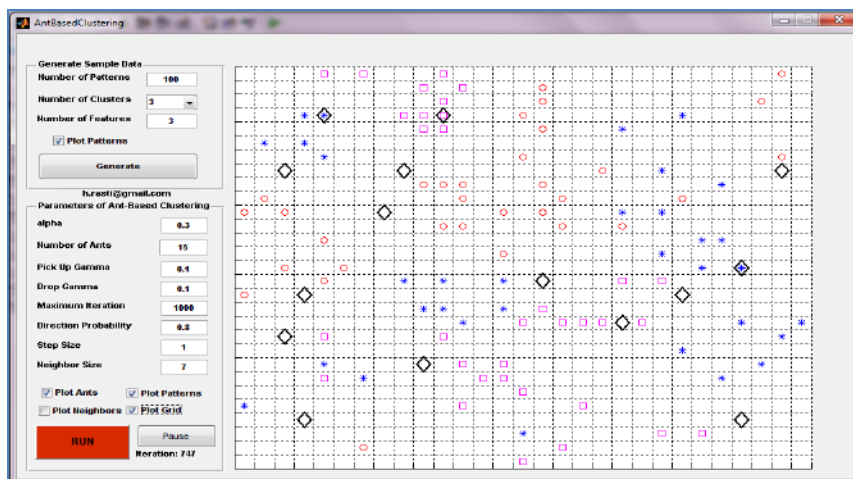 AntBasedClustering
Generate Sample Data
Number of Patterns 100
Number of Clusters 3
Number of Features 3
Plot Patterns
Generate
h.rasti@gmail.com
Parameters of Ant-Based Clustering
alpha 0.3
Number of Ants 15
Pick Up Gamma 0.1
Drop Gamma 0.1
Maximum Iteration 1000
Direction Probability 0.8
Step Size 1
Neighbor Size 7
Plot Ants Plot Patterns
Plot Neighbors Plot Grid
RUN Pause
Iteration: 747